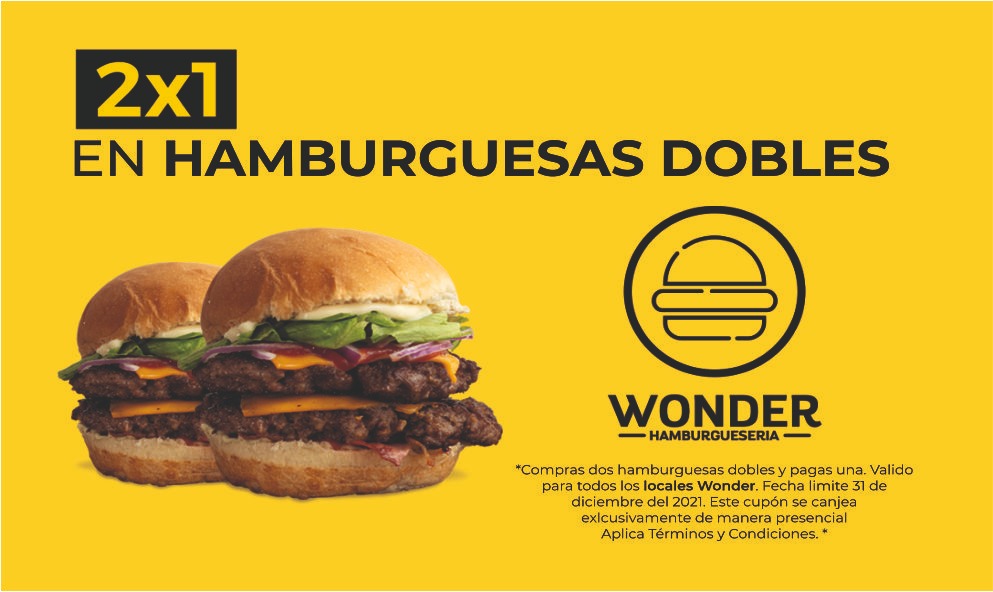 2x1
EN HAMBURGUESAS DOBLES
WONDER
HAMBURGUESERIA
*Compras dos hamburguesas dobles y pagas una. Valido
para todos los locales Wonder. Fecha limite 31 de
diciembre del 2021. Este cupón se canjea
exlcusivamente de manera presencial
Aplica Términos y Condiciones. *